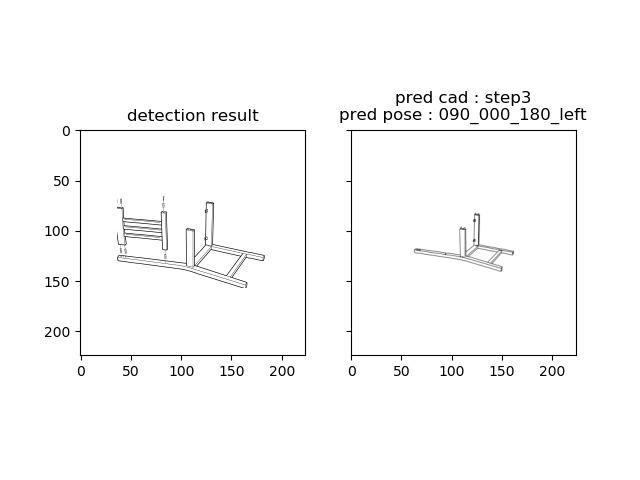 detection result
pred cad : step3
pred pose : 090_000_180_left
0
50
100
150
200
0 50 100 150 200
0 50 100 150 200